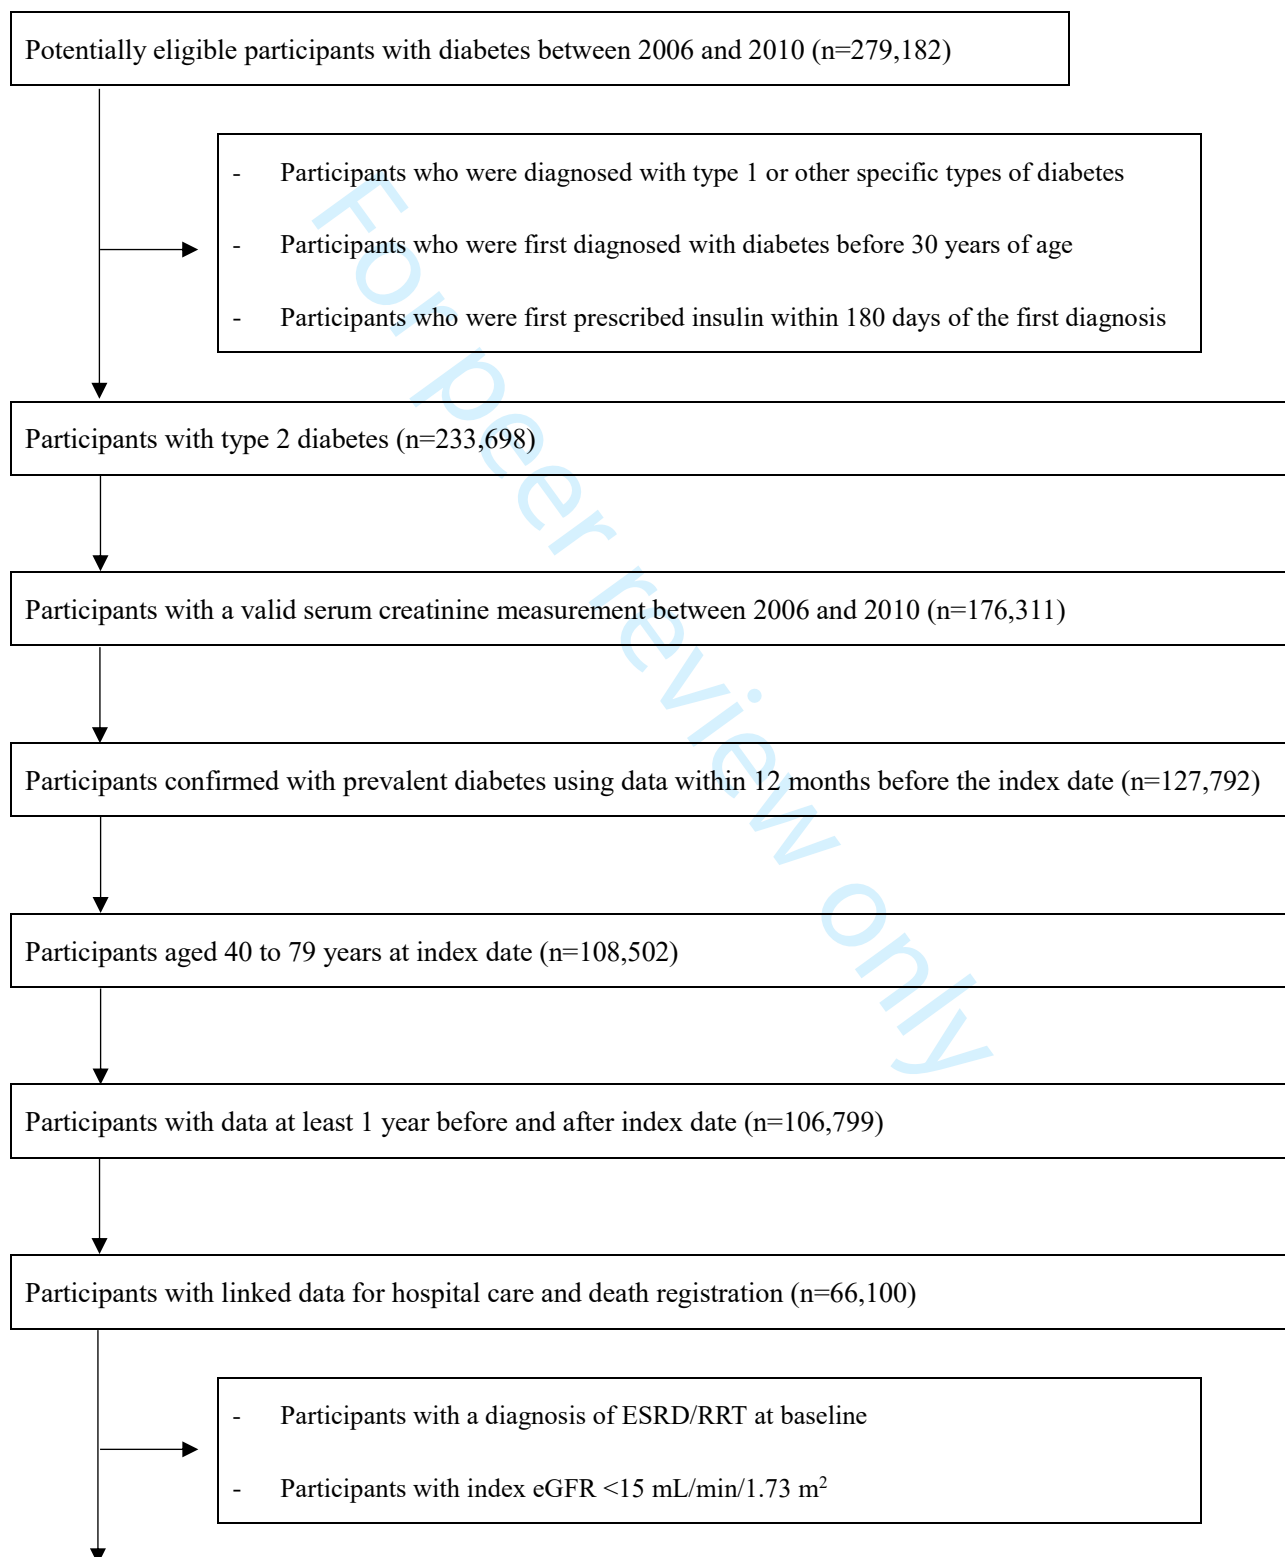 Potentially eligible participants with diabetes between 2006 and 2010 (n=279,182)
- Participants who were diagnosed with type 1 or other specific types of diabetes
- Participants who were first diagnosed with diabetes before 30 years of age
- Participants who were first prescribed insulin within 180 days of the first diagnosis
Participants with type 2 diabetes (n=233,698)
Participants with a valid serum creatinine measurement between 2006 and 2010 (n=176,311)
Participants confirmed with prevalent diabetes using data within 12 months before the index date (n=127,792)
Participants aged 40 to 79 years at index date (n=108,502)
Participants with data at least 1 year before and after index date (n=106,799)
Participants with linked data for hospital care and death registration (n=66,100)
- Participants with a diagnosis of ESRD/RRT at baseline
- Participants with index eGFR <15 mL/min/1.73 m²
For peer review only